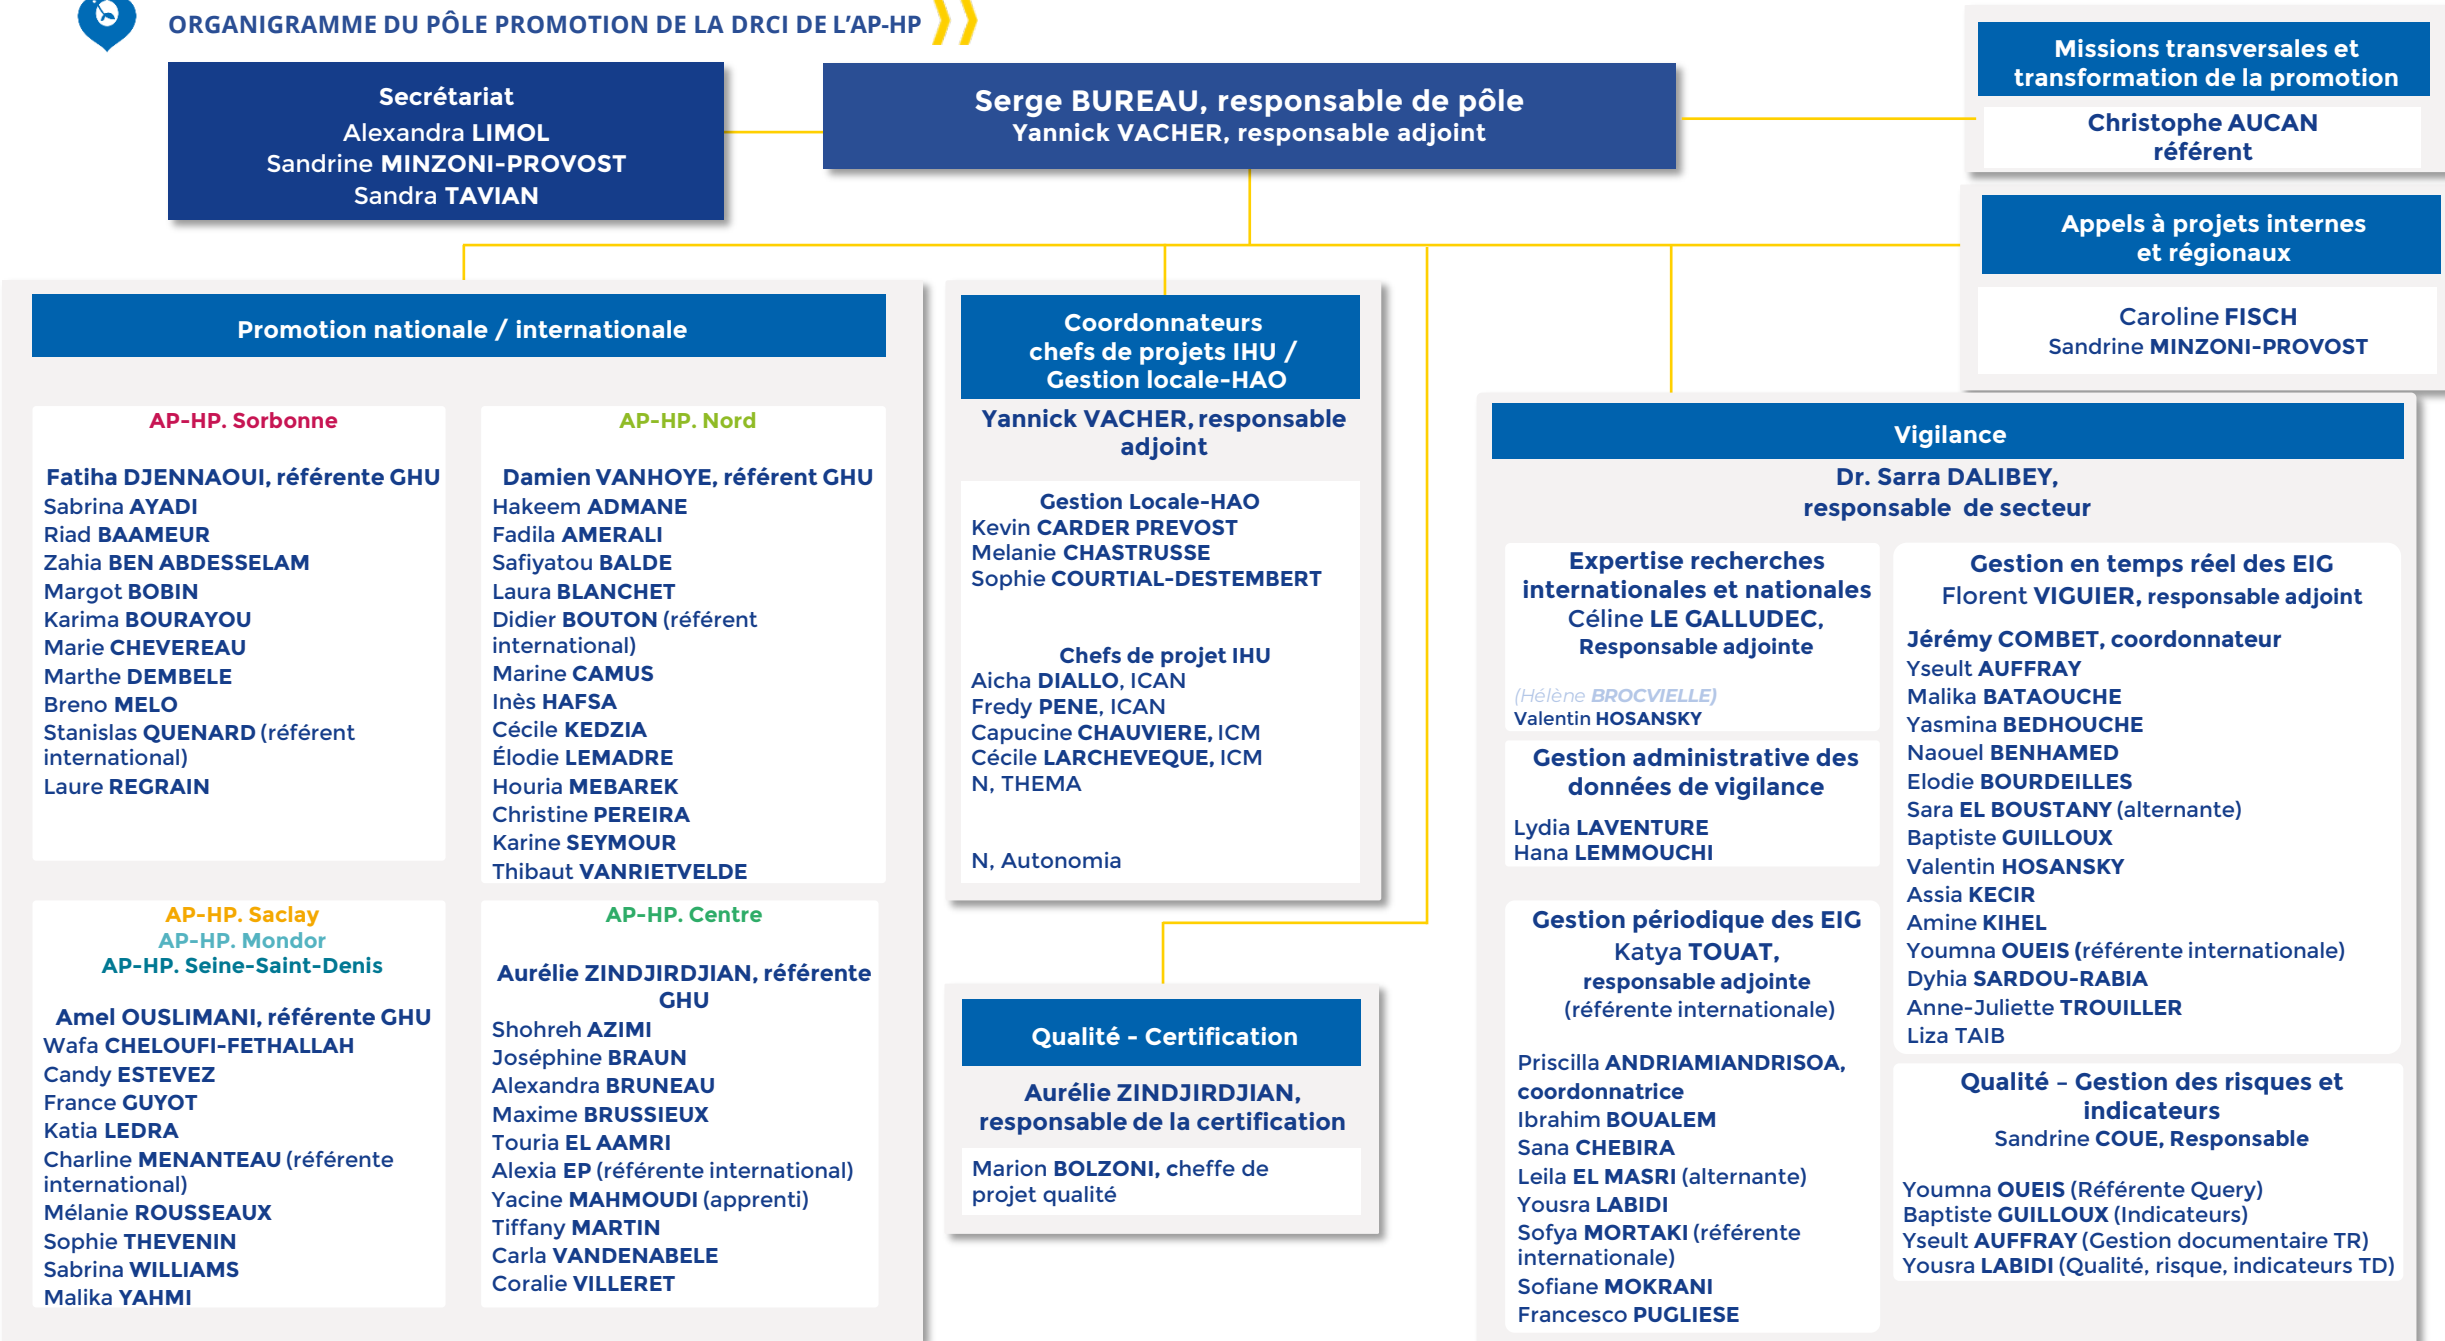 ORGANIGRAMME DU PÔLE PROMOTION DE LA DRCI DE L'AP-HP
Secrétariat
Alexandra LIMOL
Sandrine MINZONI-PROVOST
Sandra TAVIAN
Serge BUREAU, responsable de pôle
Yannick VACHER, responsable adjoint
Missions transversales et
transformation de la promotion
Christophe AUCAN
référent
Appels à projets internes
et régionaux
Caroline FISCH
Sandrine MINZONI-PROVOST
Promotion nationale / internationale
AP-HP. Sorbonne
Fatiha DJENNAOUI, référente GHU
Sabrina AYADI
Riad BAAMEUR
Zahia BEN ABDESSELAM
Margot BOBIN
Karima BOURAYOU
Marie CHEVEREAU
Marthe DEMBELE
Breno MELO
Stanislas QUENARD (référent
international)
Laure REGRAIN
AP-HP. Nord
Damien VANHOYE, référent GHU
Hakeem ADMANE
Fadila AMERALI
Safiyatou BALDE
Laura BLANCHET
Didier BOUTON (référent
international)
Marine CAMUS
Inès HAFSA
Cécile KEDZIA
Élodie LEMADRE
Houria MEBAREK
Christine PEREIRA
Karine SEYMOUR
Thibaut VANRIETVELDE
AP-HP. Saclay
AP-HP. Mondor
AP-HP. Seine-Saint-Denis
Amel OUSLIMANI, référente GHU
Wafa CHELOUFI-FETHALLAH
Candy ESTEVEZ
France GUYOT
Katia LEDRA
Charline MENANTEAU (référente
international)
Mélanie ROUSSEAUX
Sophie THEVENIN
Sabrina WILLIAMS
Malika YAHMI
AP-HP. Centre
Aurélie ZINDJIRDJIAN, référente
GHU
Shohreh AZIMI
Joséphine BRAUN
Alexandra BRUNEAU
Maxime BRUSSIEUX
Touria EL AAMRI
Alexia EP (référente international)
Yacine MAHMOUDI (apprenti)
Tiffany MARTIN
Carla VANDENABELE
Coralie VILLERET
Coordonnateurs
chefs de projets IHU /
Gestion locale-HAO
Yannick VACHER, responsable
adjoint
Gestion Locale-HAO
Kevin CARDER PREVOST
Melanie CHASTRUSSE
Sophie COURTIAL-DESTEMBERT
Chefs de projet IHU
Aicha DIALLO, ICAN
Fredy PENE, ICAN
Capucine CHAUVIERE, ICM
Cécile LARCHEVEQUE, ICM
N, THEMA
N, Autonomia
Qualité - Certification
Aurélie ZINDJIRDJIAN,
responsable de la certification
Marion BOLZONI, cheffe de
projet qualité
Vigilance
Dr. Sarra DALIBEY,
responsable de secteur
Expertise recherches
internationales et nationales
Céline LE GALLUDEC,
Responsable adjointe
(Hélène BROCVIELLE)
Valentin HOSANSKY
Gestion administrative des
données de vigilance
Lydia LAVENTURE
Hana LEMMOUCHI
Gestion périodique des EIG
Katya TOUAT,
responsable adjointe
(référente internationale)
Priscilla ANDRIAMIANDRISOA,
coordonnatrice
Ibrahim BOUALEM
Sana CHEBIRA
Leila EL MASRI (alternante)
Yousra LABIDI
Sofya MORTAKI (référente
internationale)
Sofiane MOKRANI
Francesco PUGLIESE
Gestion en temps réel des EIG
Florent VIGUIER, responsable adjoint
Jérémy COMBET, coordonnateur
Yseult AUFFRAY
Malika BATAOUCHE
Yasmina BEDHOUCHE
Naouel BENHAMED
Elodie BOURDEILLES
Sara EL BOUSTANY (alternante)
Baptiste GUILLOUX
Valentin HOSANSKY
Assia KECIR
Amine KIHEL
Youmna OUEIS (référente internationale)
Dyhia SARDOU-RABIA
Anne-Juliette TROUILLER
Liza TAIB
Qualité – Gestion des risques et
indicateurs
Sandrine COUE, Responsable
Youmna OUEIS (Référente Query)
Baptiste GUILLOUX (Indicateurs)
Yseult AUFFRAY (Gestion documentaire TR)
Yousra LABIDI (Qualité, risque, indicateurs TD)